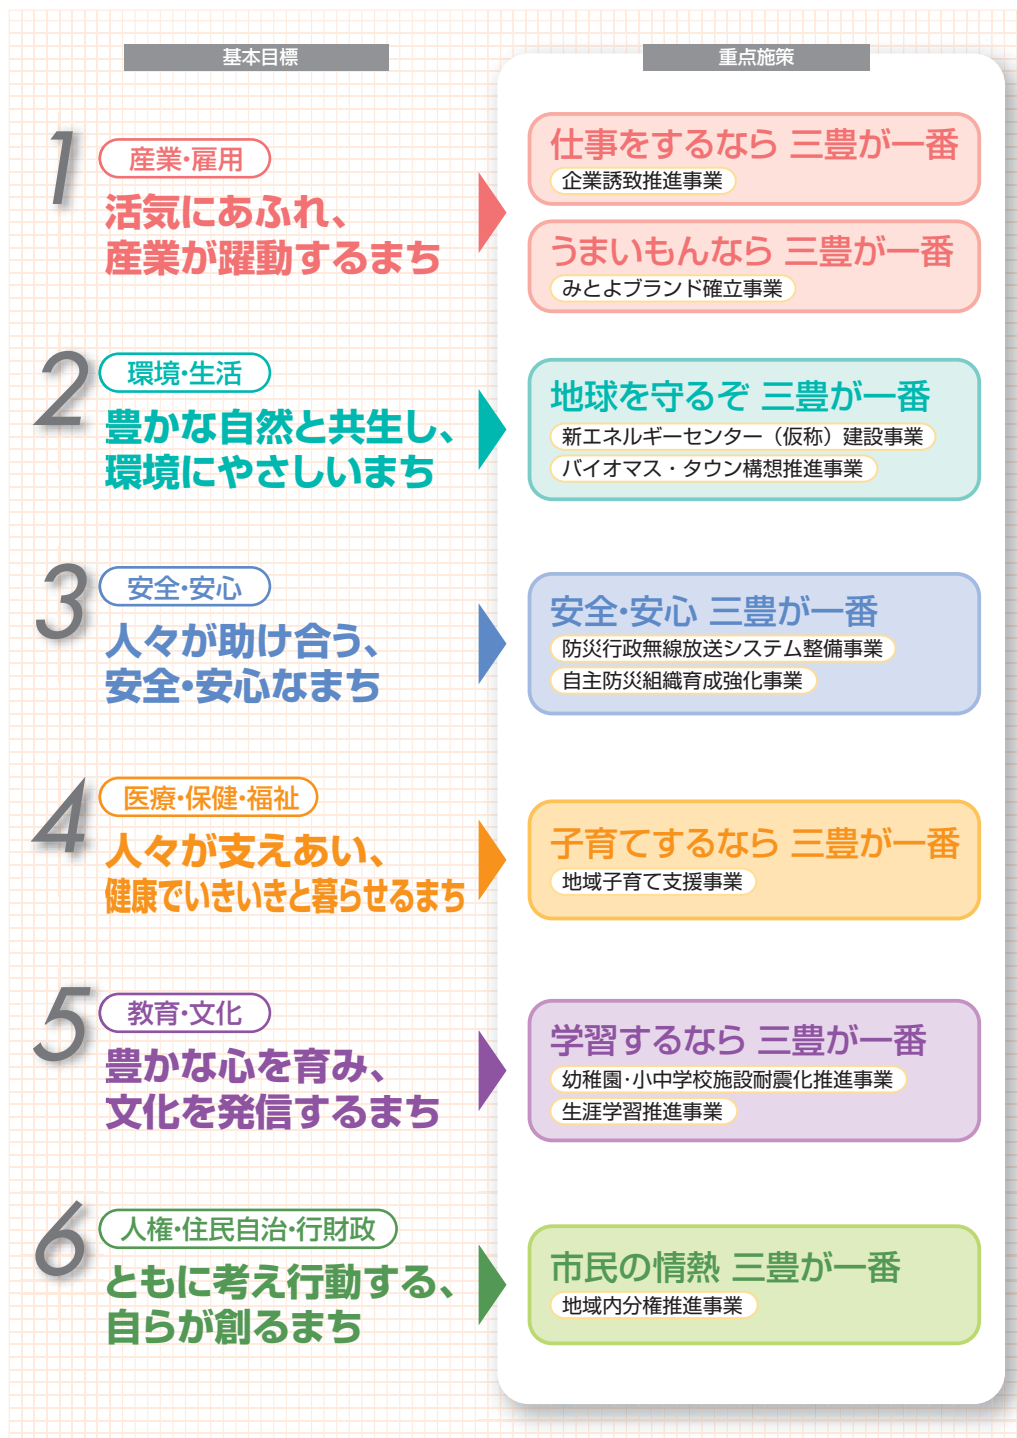 基本目標
重点施策
1
産業・雇用
活気にあふれ、
産業が躍動するまち
仕事をするなら 三豊が一番
企業誘致推進事業
うまいもんなら 三豊が一番
みとよブランド確立事業
2
環境・生活
豊かな自然と共生し、
環境にやさしいまち
地球を守るぞ 三豊が一番
新エネルギーセンター（仮称）建設事業
バイオマス・タウン構想推進事業
3
安全・安心
人々が助け合う、
安全・安心なまち
安全・安心 三豊が一番
防災行政無線放送システム整備事業
自主防災組織育成強化事業
4
医療・保健・福祉
人々が支えあい、
健康でいきいきと暮らせるまち
子育てするなら 三豊が一番
地域子育て支援事業
5
教育・文化
豊かな心を育み、
文化を発信するまち
学習するなら 三豊が一番
幼稚園・小中学校施設耐震化推進事業
生涯学習推進事業
6
人権・住民自治・行財政
ともに考え行動する、
自らが創るまち
市民の情熱 三豊が一番
地域内分権推進事業